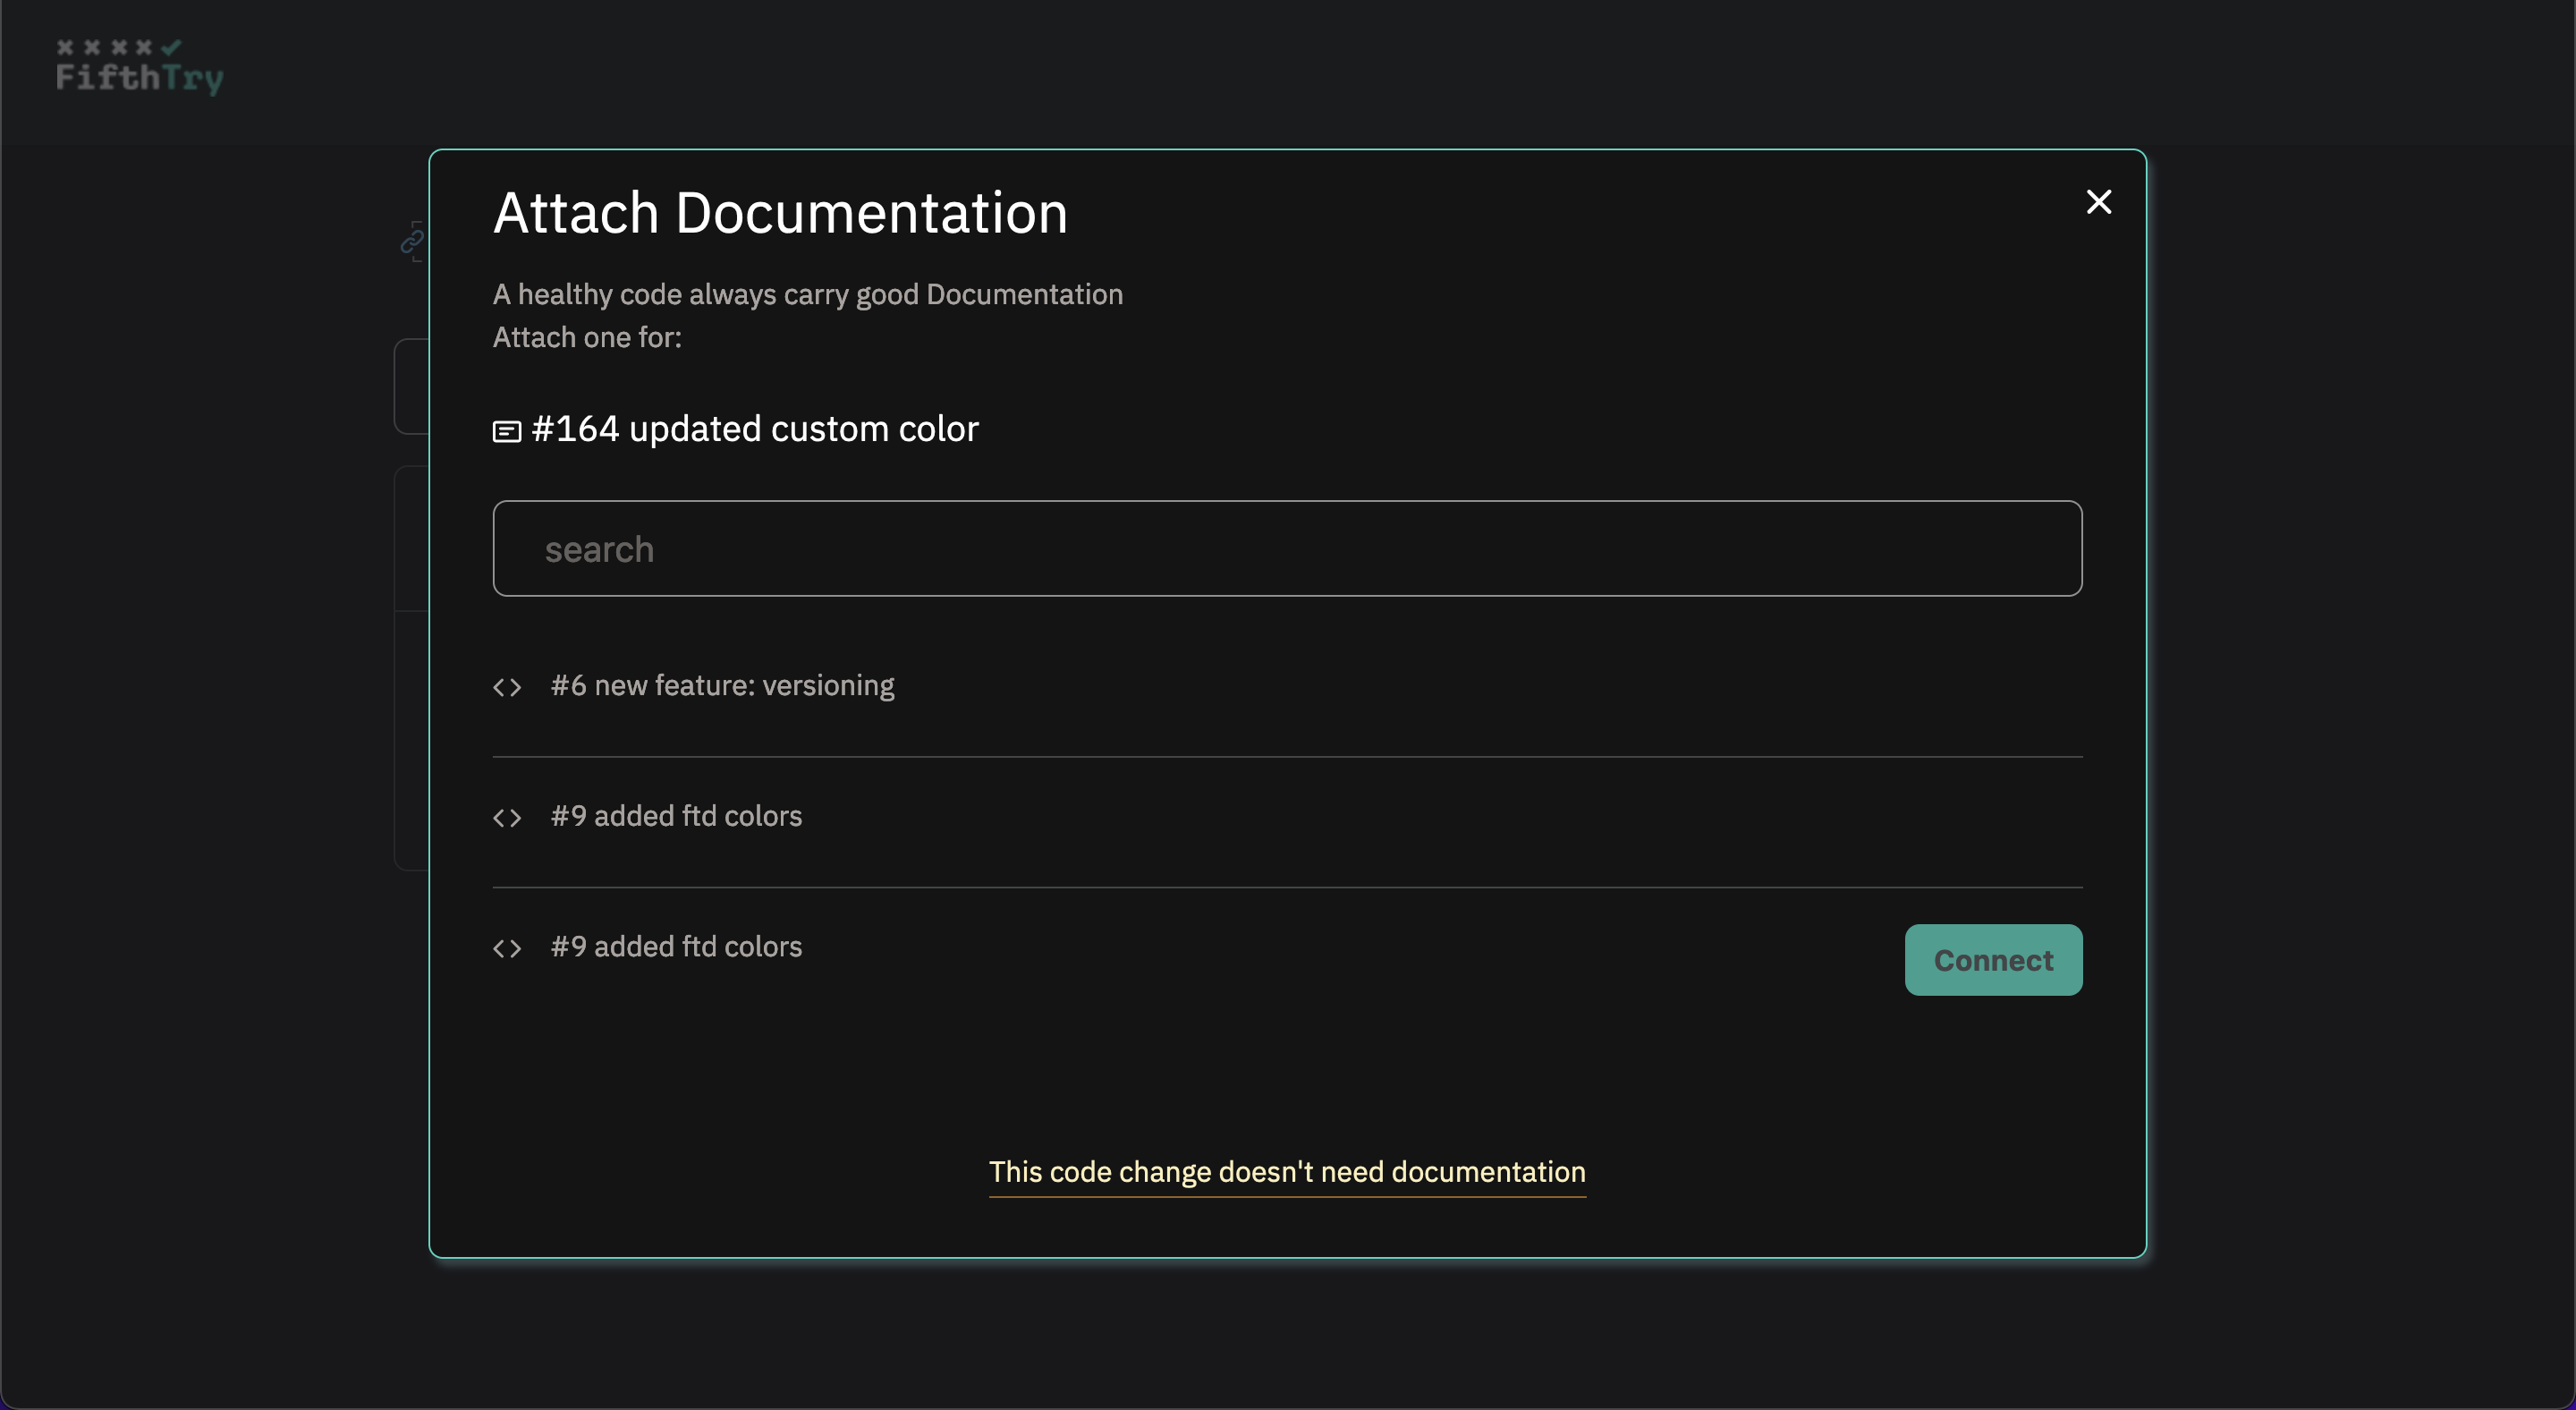 FifthTry
Attach Documentation
A healthy code always carry good Documentation
Attach one for:
#164 updated custom color
search
#6 new feature: versioning
#9 added ftd colors
#9 added ftd colors
Connect
This code change doesn't need documentation